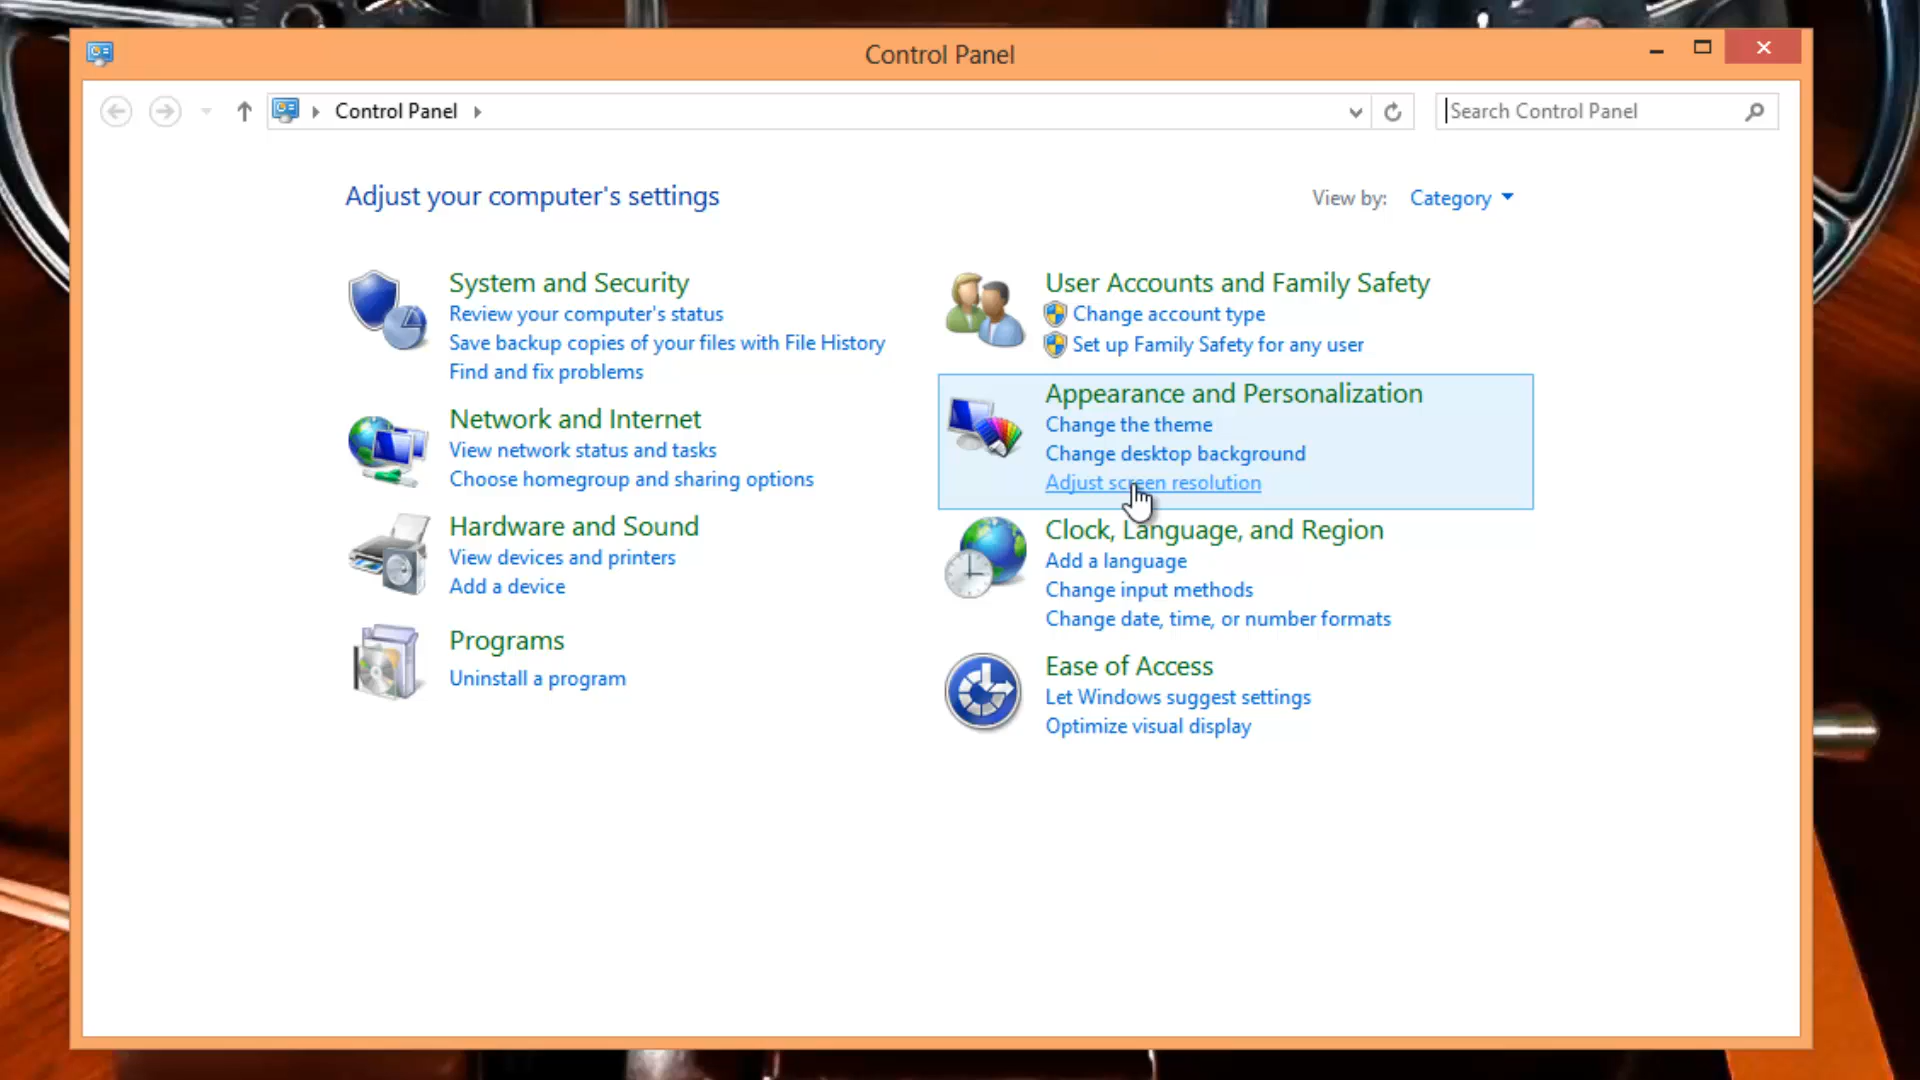 Control Panel
Control Panel
Search Control Panel
Adjust your computer's settings
View by: Category
System and Security
Review your computer's status
Save backup copies of your files with File History
Find and fix problems
Network and Internet
View network status and tasks
Choose homegroup and sharing options
Hardware and Sound
View devices and printers
Add a device
Programs
Uninstall a program
User Accounts and Family Safety
Change account type
Set up Family Safety for any user
Appearance and Personalization
Change the theme
Change desktop background
Adjust screen resolution
Clock, Language, and Region
Add a language
Change input methods
Change date, time, or number formats
Ease of Access
Let Windows suggest settings
Optimize visual display